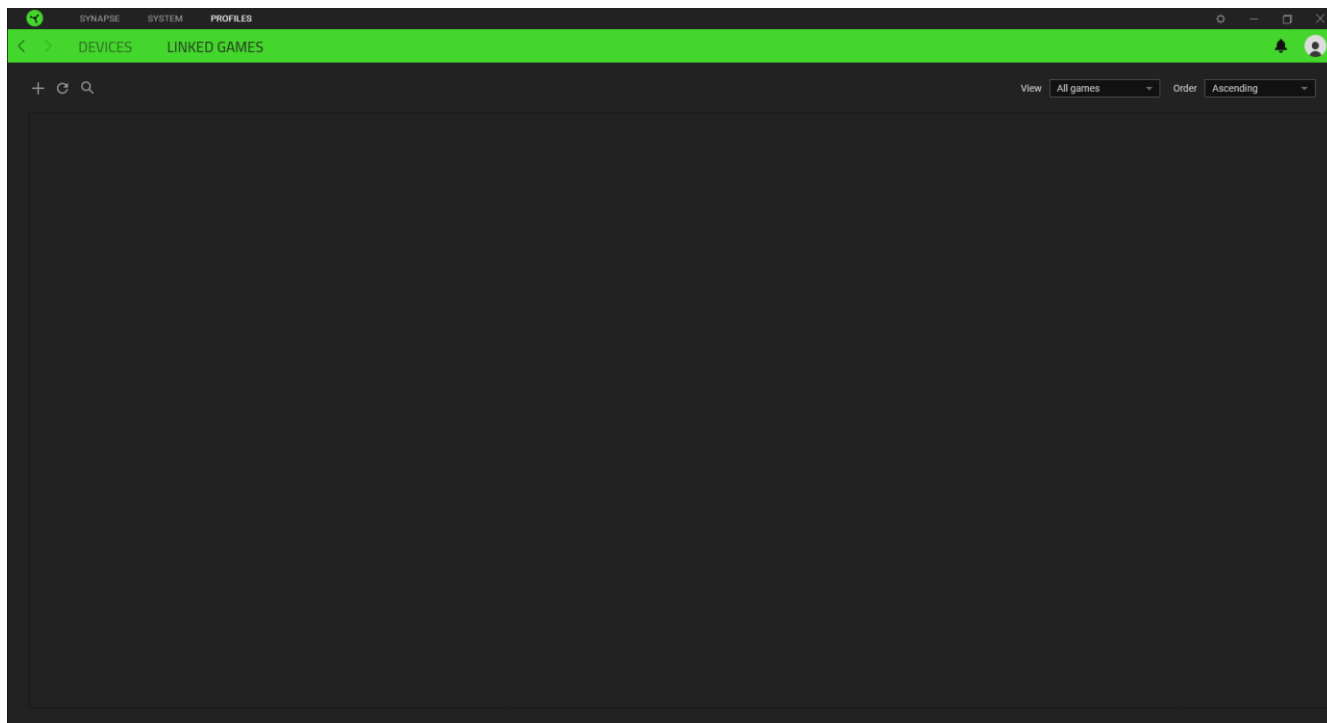 SYNAPSE SYSTEM PROFILES
DEVICES LINKED GAMES
View All games Order Ascending